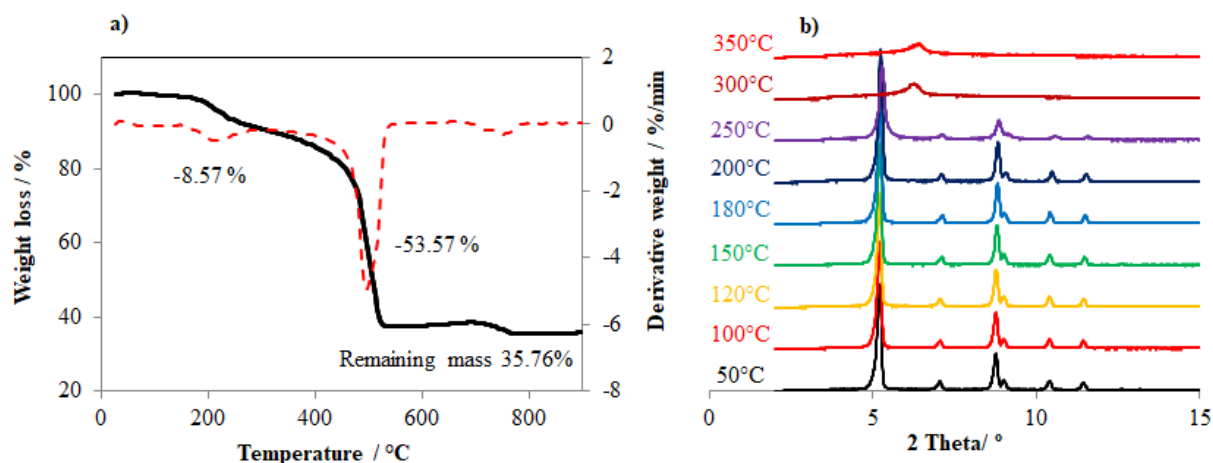 a)
Weight loss / %
100
80
60
40
20
0
200
400
600
800
Temperature / °C
2
0
-2
-4
-6
-8
Derivative weight / %/min
-8.57 %
-53.57 %
Remaining mass 35.76%
b)
350°C
300°C
250°C
200°C
180°C
150°C
120°C
100°C
50°C
0
5
10
15
2 Theta/ °